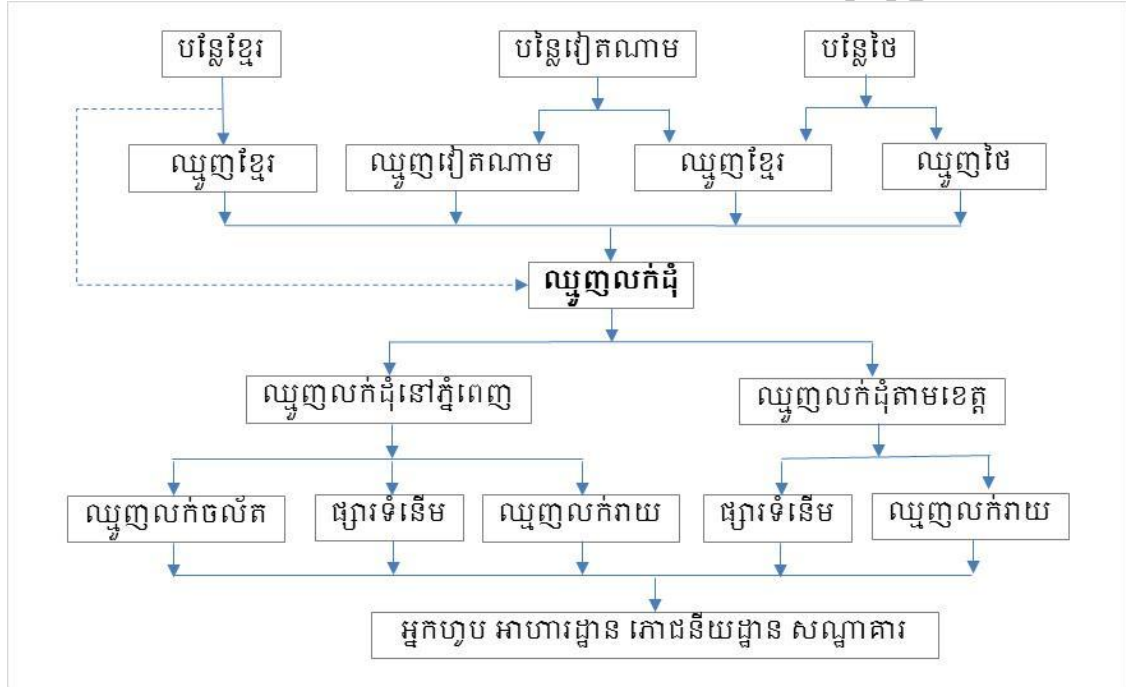 បន្លែខ្មែរ
បន្លៃវៀតណាម
បន្លែថៃ
ឈ្មួញខ្មែរ
ឈ្មួញវៀតណាម
ឈ្មួញខ្មែរ
ឈ្មួញថៃ
ឈ្មួញលក់ដុំ
ឈ្មួញលក់ដុំនៅភ្នំពេញ
ឈ្មួញលក់ដុំតាមខេត្ត
ឈ្មួញលក់ចល័ត
ផ្សារទំនើម
ឈ្មញលក់រាយ
ផ្សារទំនើម
ឈ្មញលក់រាយ
អ្នកហូប អាហារដ្ឋាន ភោជនីយដ្ឋាន សណ្ឋាគារ